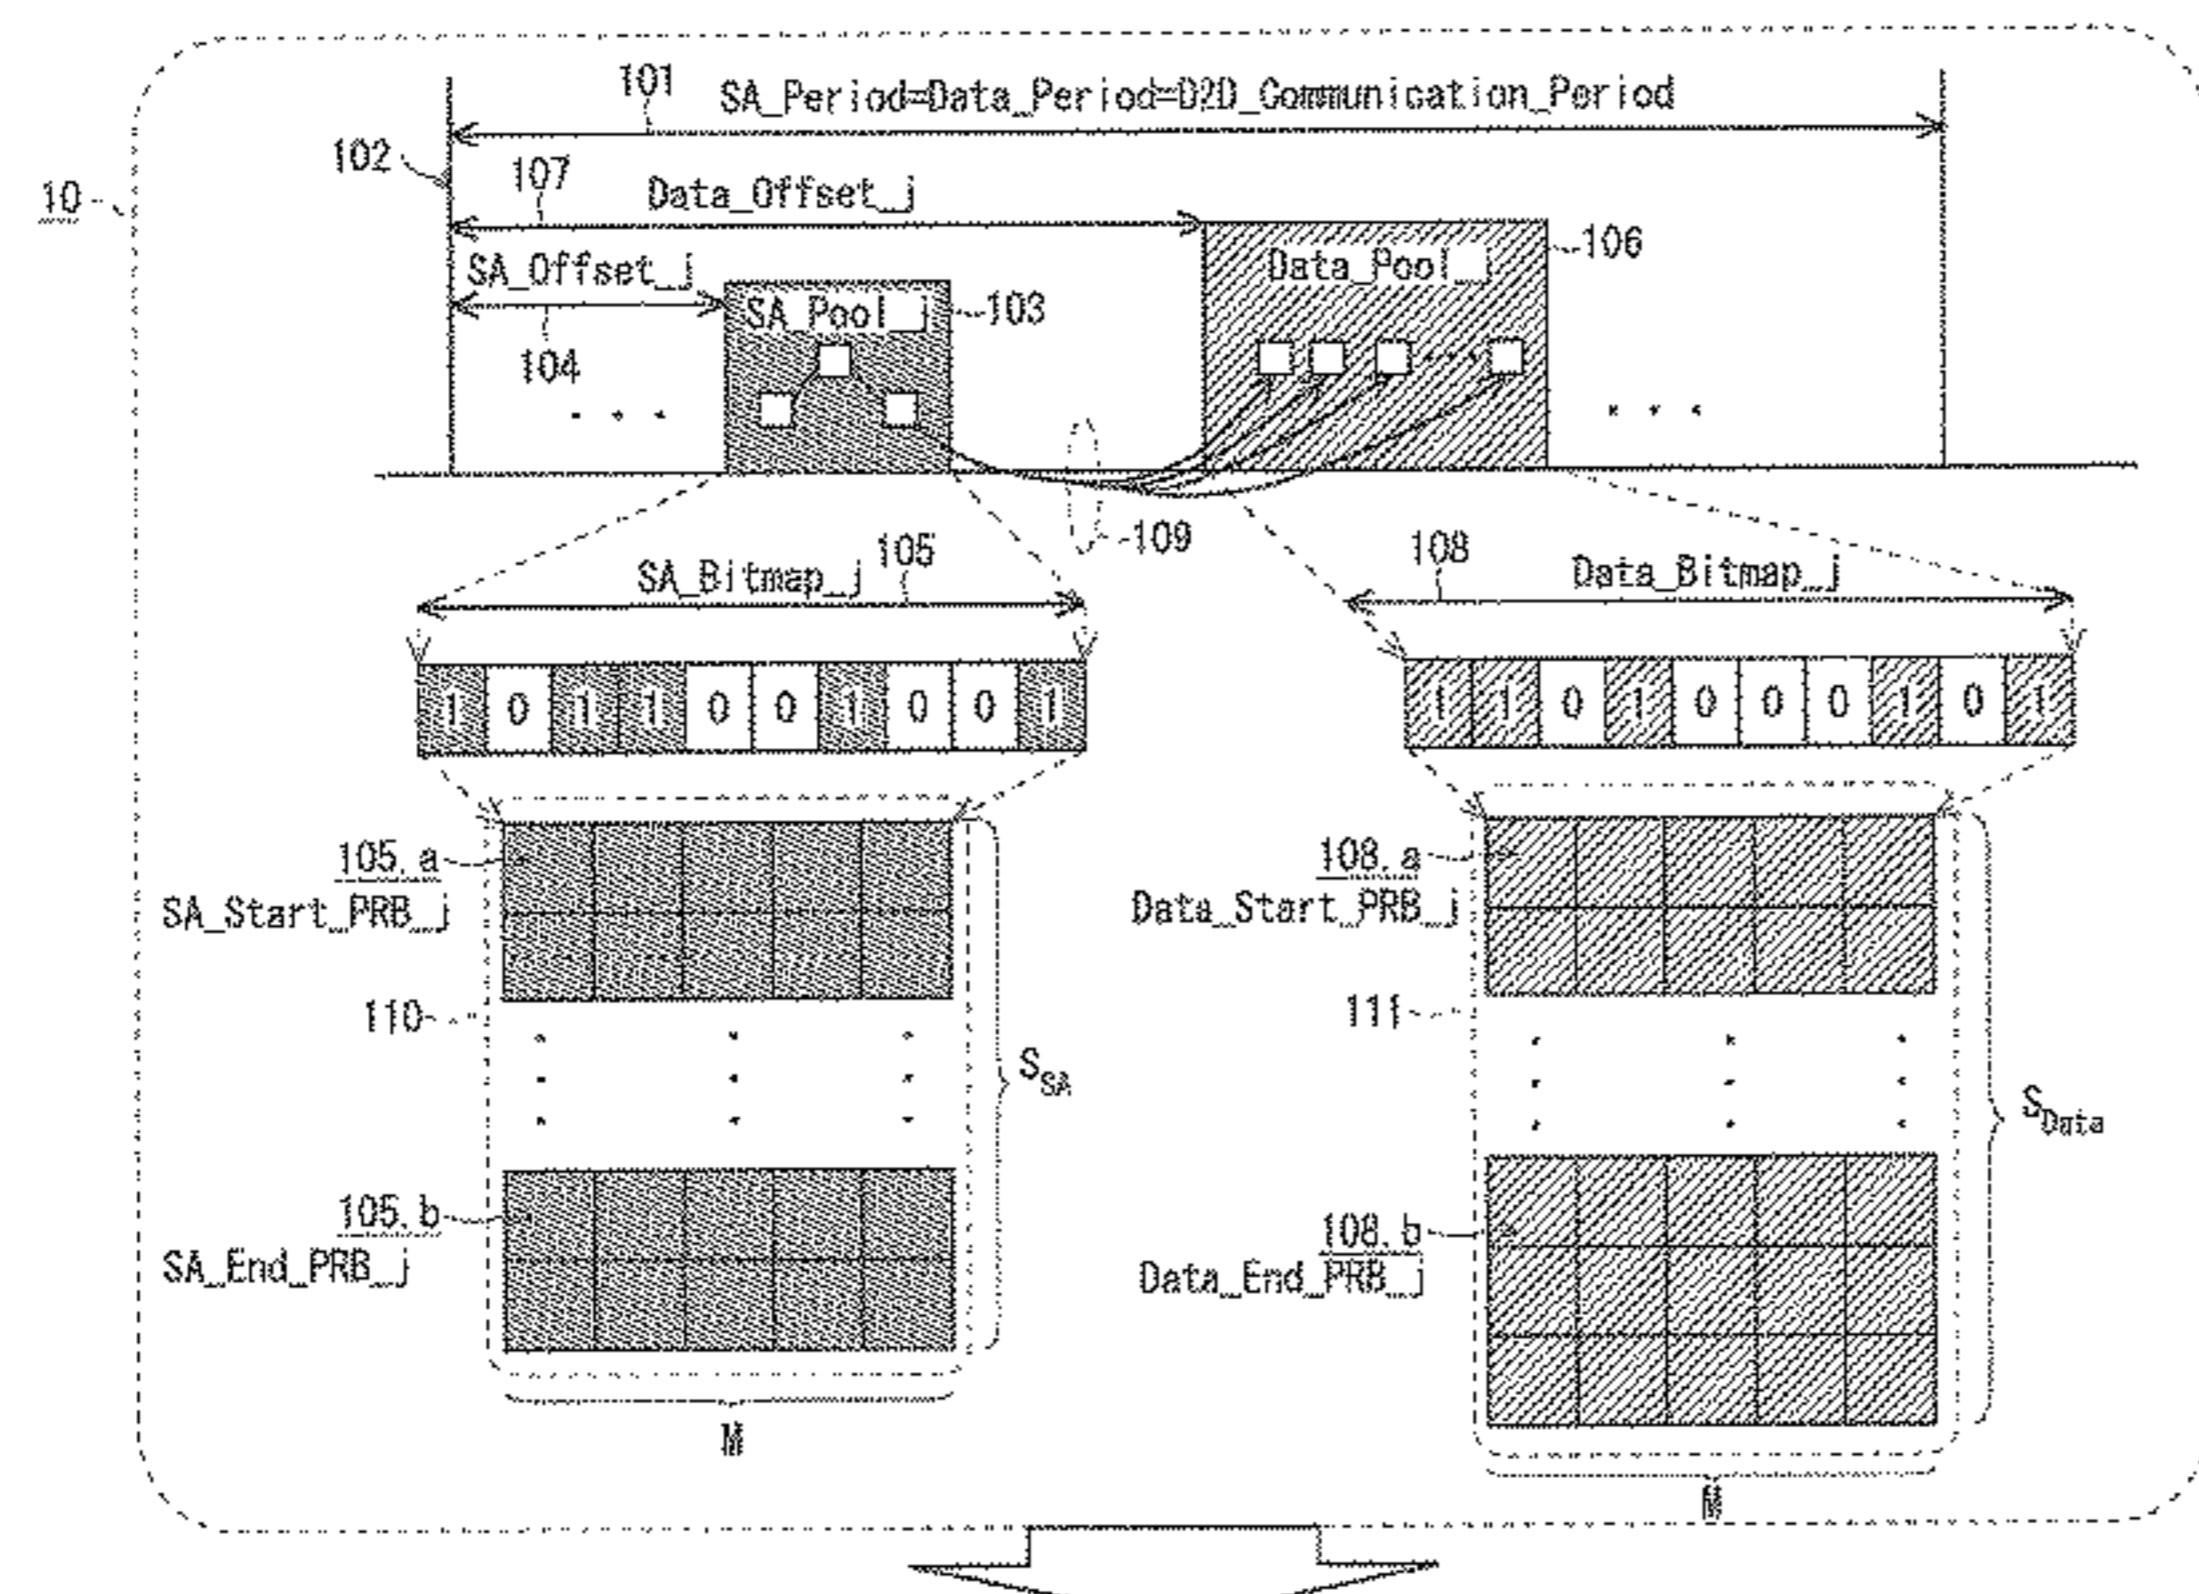 101
SA_Period=Data_Period=D2D_Communication_Period
102
107
10
Data_Offset_j
106
SA_Offset_j
Data_Pool_j
SA_Pool_j
103
104
. . .
. . .
109
105
108
SA_Bitmap_j
Data_Bitmap_j
1 0 1 1 0 0 1 0 0 1
1 1 0 1 0 0 0 1 0 1
105.a
SA_Start_PRB_j
108.a
Data_Start_PRB_j
110
111
S_SA
S_Data
105.b
SA_End_PRB_j
108.b
Data_End_PRB_j
M
M